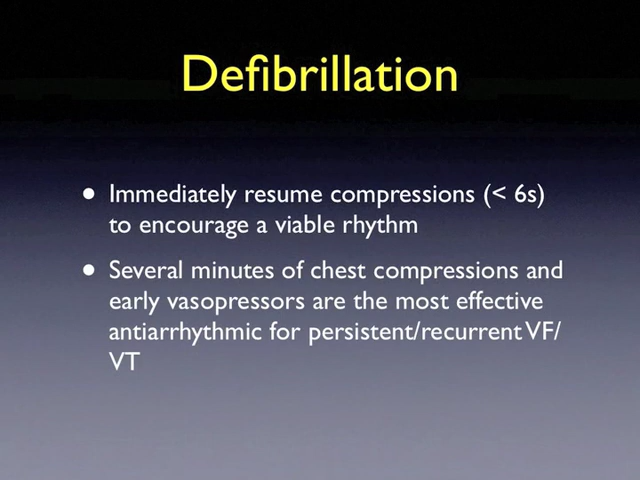 Defibrillation
• Immediately resume compressions (< 6s)
to encourage a viable rhythm
• Several minutes of chest compressions and
early vasopressors are the most effective
antiarrhythmic for persistent/recurrent VF/
VT